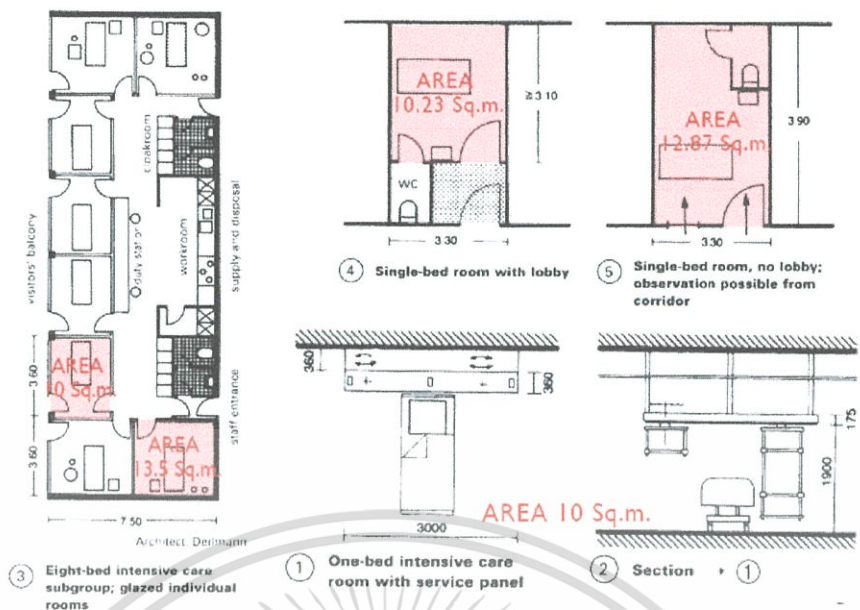 cloakroom
visitors' balcony
duty station
workroom
supply and disposal
staff entrance
3.60
3.60
AREA
10 Sq.m.
AREA
13.5 Sq.m.
7.50
Architect: Deilmann
3 Eight-bed intensive care
subgroup; glazed individual
rooms
AREA
10.23 Sq.m.
≧3.10
WC
3.30
4 Single-bed room with lobby
AREA
12.87 Sq.m.
3.90
3.30
5 Single-bed room, no lobby;
observation possible from
corridor
360
360
AREA 10 Sq.m.
3000
1 One-bed intensive care
room with service panel
175
1900
2 Section → 1